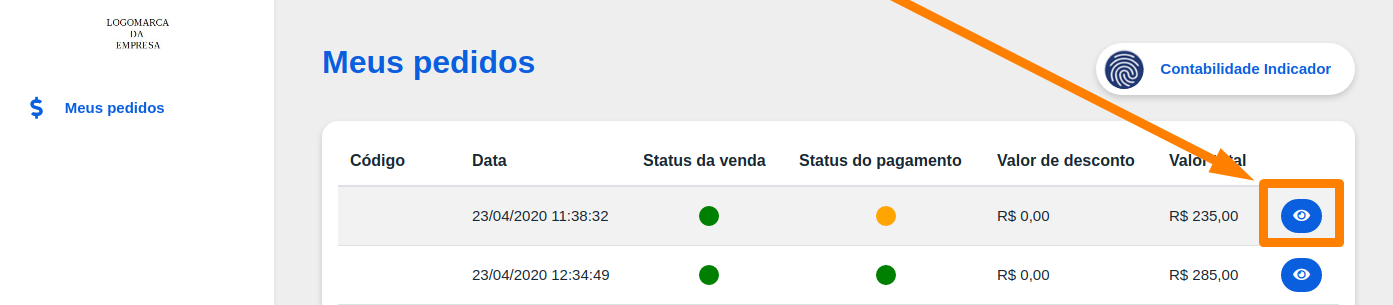 LOGOMARCA
DA
EMPRESA
Meus pedidos
Meus pedidos
Contabilidade Indicador
Código Data Status da venda Status do pagamento Valor de desconto Valor
23/04/2020 11:38:32 R$ 0,00 R$ 235,00
23/04/2020 12:34:49 R$ 0,00 R$ 285,00